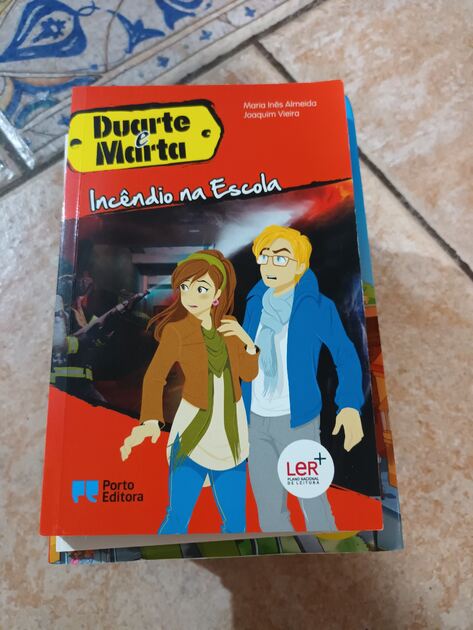 Duarte
e
Marta
Maria Inês Almeida
Joaquim Vieira
Incêndio na Escola
LeR+
PLANO NACIONAL
DE LEITURA
Porto
Editora